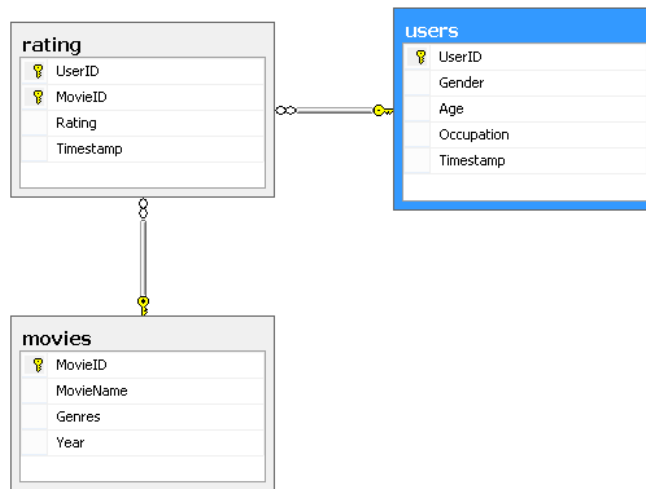 rating
UserID
MovieID
Rating
Timestamp
users
UserID
Gender
Age
Occupation
Timestamp
movies
MovieID
MovieName
Genres
Year